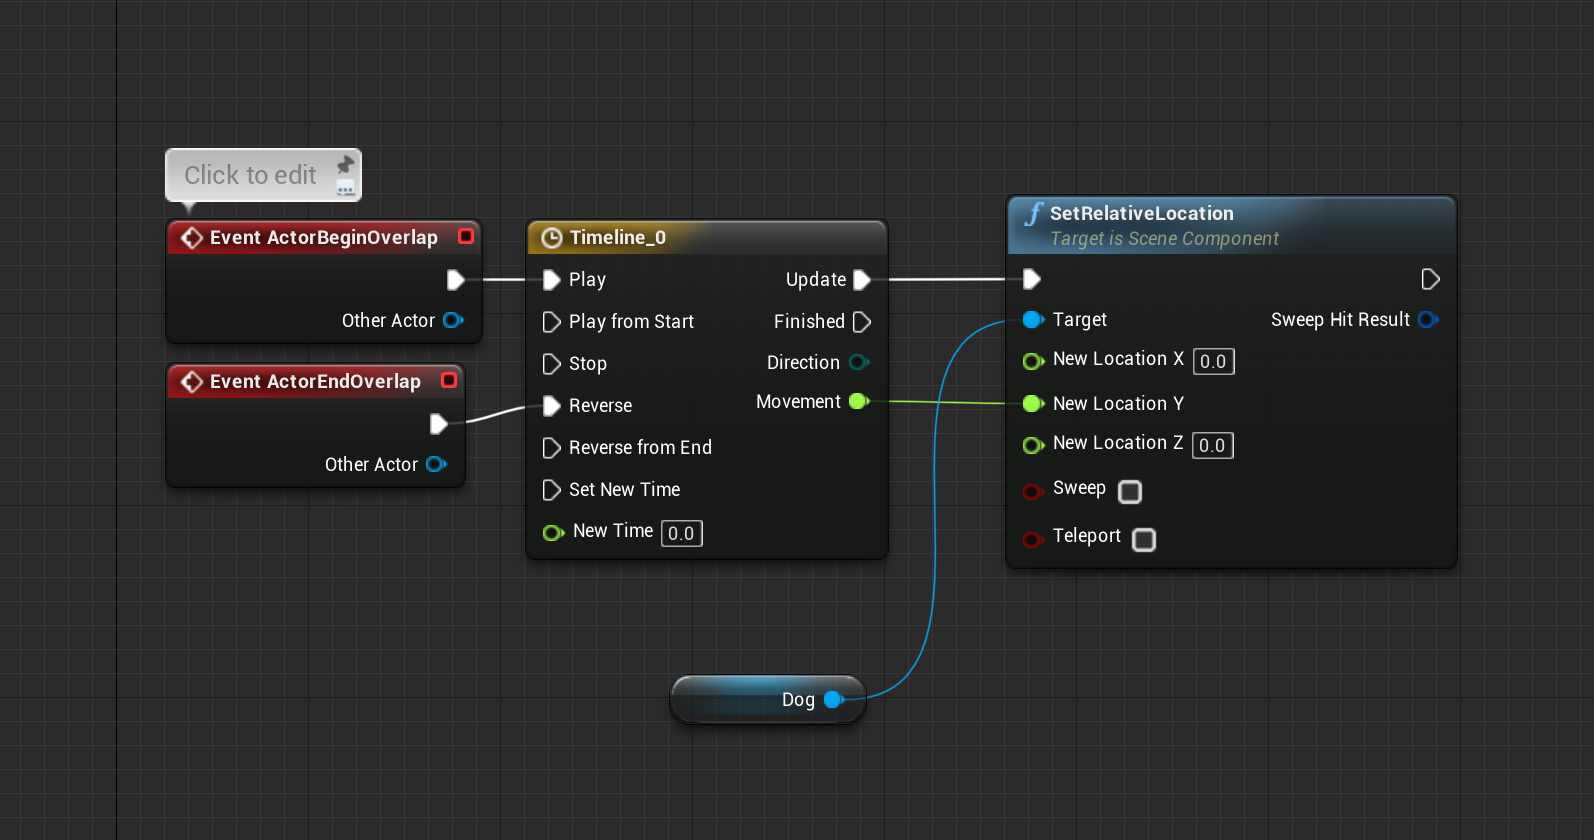 Click to edit
Event ActorBeginOverlap
Other Actor
Event ActorEndOverlap
Other Actor
Timeline_0
Play
Update
Play from Start
Finished
Stop
Direction
Reverse
Movement
Reverse from End
Set New Time
New Time 0.0
SetRelativeLocation
Target is Scene Component
Target
Sweep Hit Result
New Location X 0.0
New Location Y
New Location Z 0.0
Sweep
Teleport
Dog